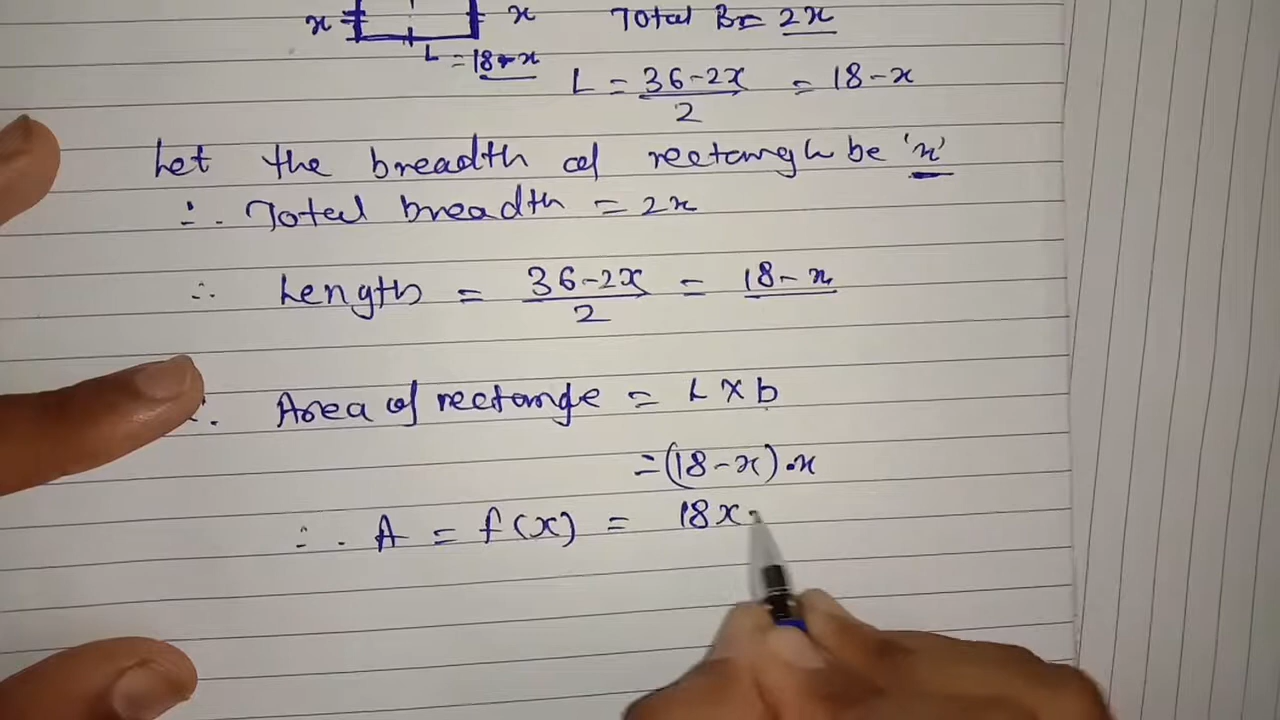 x x Total B= 2x
L = 18-x
L = 36-2x/2 = 18-x
Let the breadth of rectangle be 'x'
∴ Total breadth = 2x
∴ Length = 36-2x/2 = 18-x
∴ Area of rectangle = L X b
=(18-x).x
∴ A = f(x) = 18x